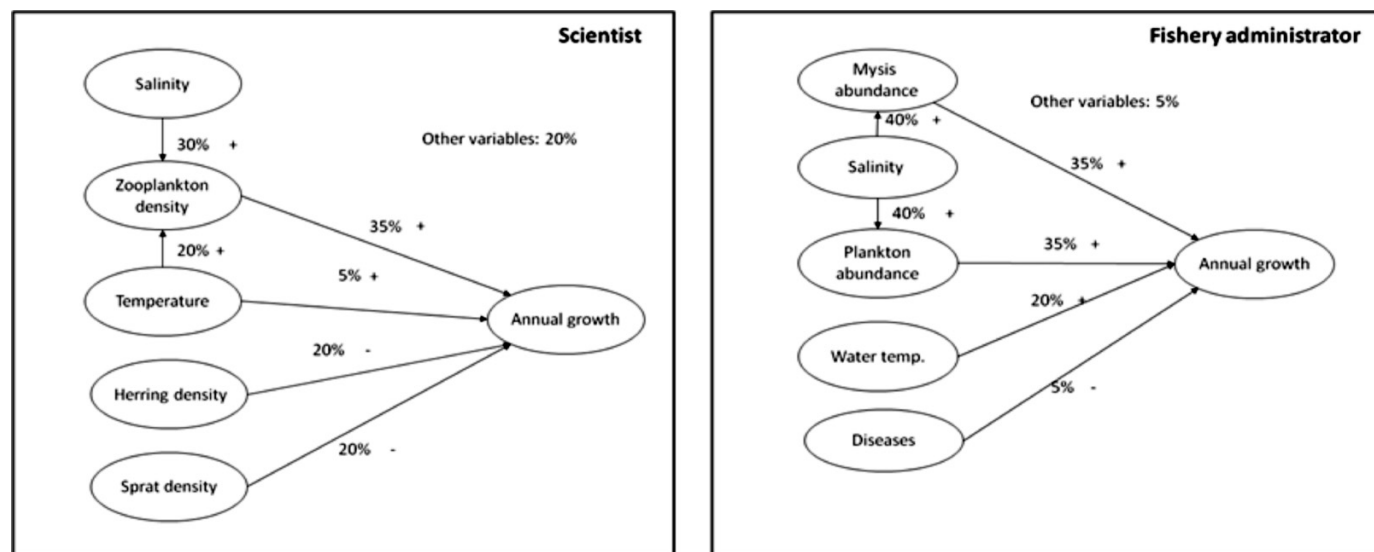 Scientist
Salinity
30% +
Other variables: 20%
Zooplankton
density
35% +
20% +
5% +
Temperature
Annual growth
20% -
Herring density
20% -
Sprat density
Fishery administrator
Mysis
abundance
Other variables: 5%
40% +
Salinity
35% +
40% +
Plankton
abundance
35% +
Annual growth
20% +
Water temp.
5% -
Diseases